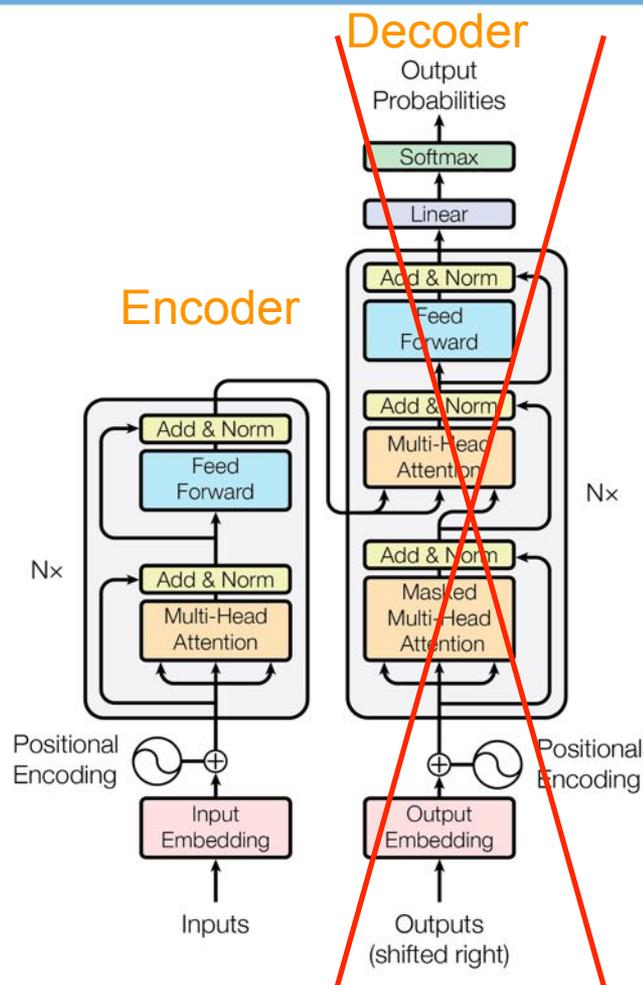 Decoder
Output
Probabilities
Softmax
Linear
Add & Norm
Feed
Forward
Add & Norm
Multi-Head
Attention
Nx
Add & Norm
Masked
Multi-Head
Attention
Positional
Encoding
Output
Embedding
Outputs
(shifted right)
Encoder
Add & Norm
Feed
Forward
Nx
Add & Norm
Multi-Head
Attention
Positional
Encoding
Input
Embedding
Inputs